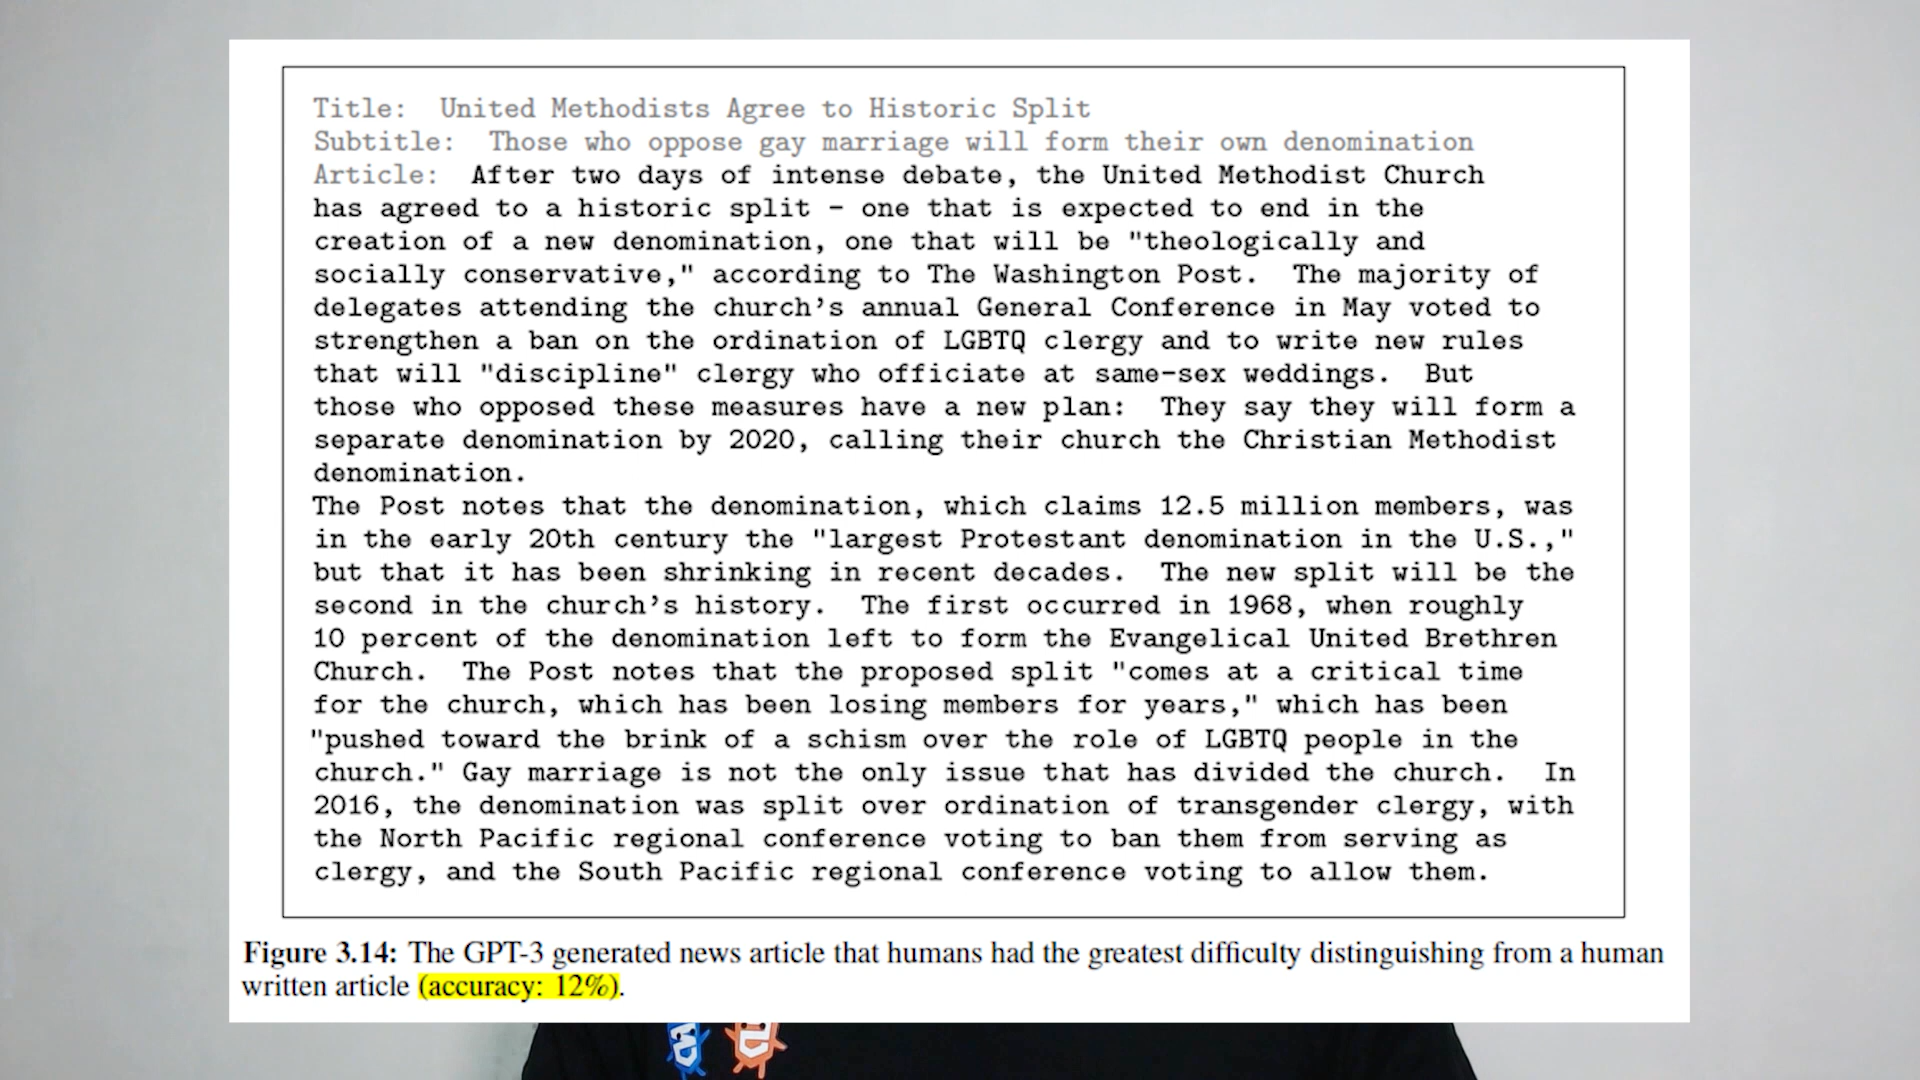 Title: United Methodists Agree to Historic Split
Subtitle: Those who oppose gay marriage will form their own denomination
Article: After two days of intense debate, the United Methodist Church
has agreed to a historic split - one that is expected to end in the
creation of a new denomination, one that will be "theologically and
socially conservative," according to The Washington Post. The majority of
delegates attending the church's annual General Conference in May voted to
strengthen a ban on the ordination of LGBTQ clergy and to write new rules
that will "discipline" clergy who officiate at same-sex weddings. But
those who opposed these measures have a new plan: They say they will form a
separate denomination by 2020, calling their church the Christian Methodist
denomination.
The Post notes that the denomination, which claims 12.5 million members, was
in the early 20th century the "largest Protestant denomination in the U.S.,"
but that it has been shrinking in recent decades. The new split will be the
second in the church's history. The first occurred in 1968, when roughly
10 percent of the denomination left to form the Evangelical United Brethren
Church. The Post notes that the proposed split "comes at a critical time
for the church, which has been losing members for years," which has been
"pushed toward the brink of a schism over the role of LGBTQ people in the
church." Gay marriage is not the only issue that has divided the church. In
2016, the denomination was split over ordination of transgender clergy, with
the North Pacific regional conference voting to ban them from serving as
clergy, and the South Pacific regional conference voting to allow them.
Figure 3.14: The GPT-3 generated news article that humans had the greatest difficulty distinguishing from a human
written article (accuracy: 12%).